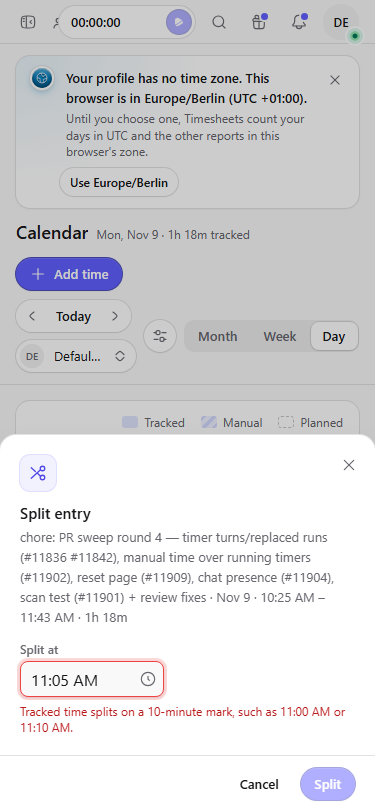 00:00:00
DE
Your profile has no time zone. This
browser is in Europe/Berlin (UTC +01:00).
Until you choose one, Timesheets count your
days in UTC and the other reports in this
browser's zone.
Use Europe/Berlin
Calendar Mon, Nov 9 · 1h 18m tracked
Add time
Today
Month Week Day
DE Defaul...
Tracked Manual Planned
Split entry
chore: PR sweep round 4 — timer turns/replaced runs
(#11836 #11842), manual time over running timers
(#11902), reset page (#11909), chat presence (#11904),
scan test (#11901) + review fixes · Nov 9 · 10:25 AM –
11:43 AM · 1h 18m
Split at
11:05 AM
Tracked time splits on a 10-minute mark, such as 11:00 AM or
11:10 AM.
Cancel Split